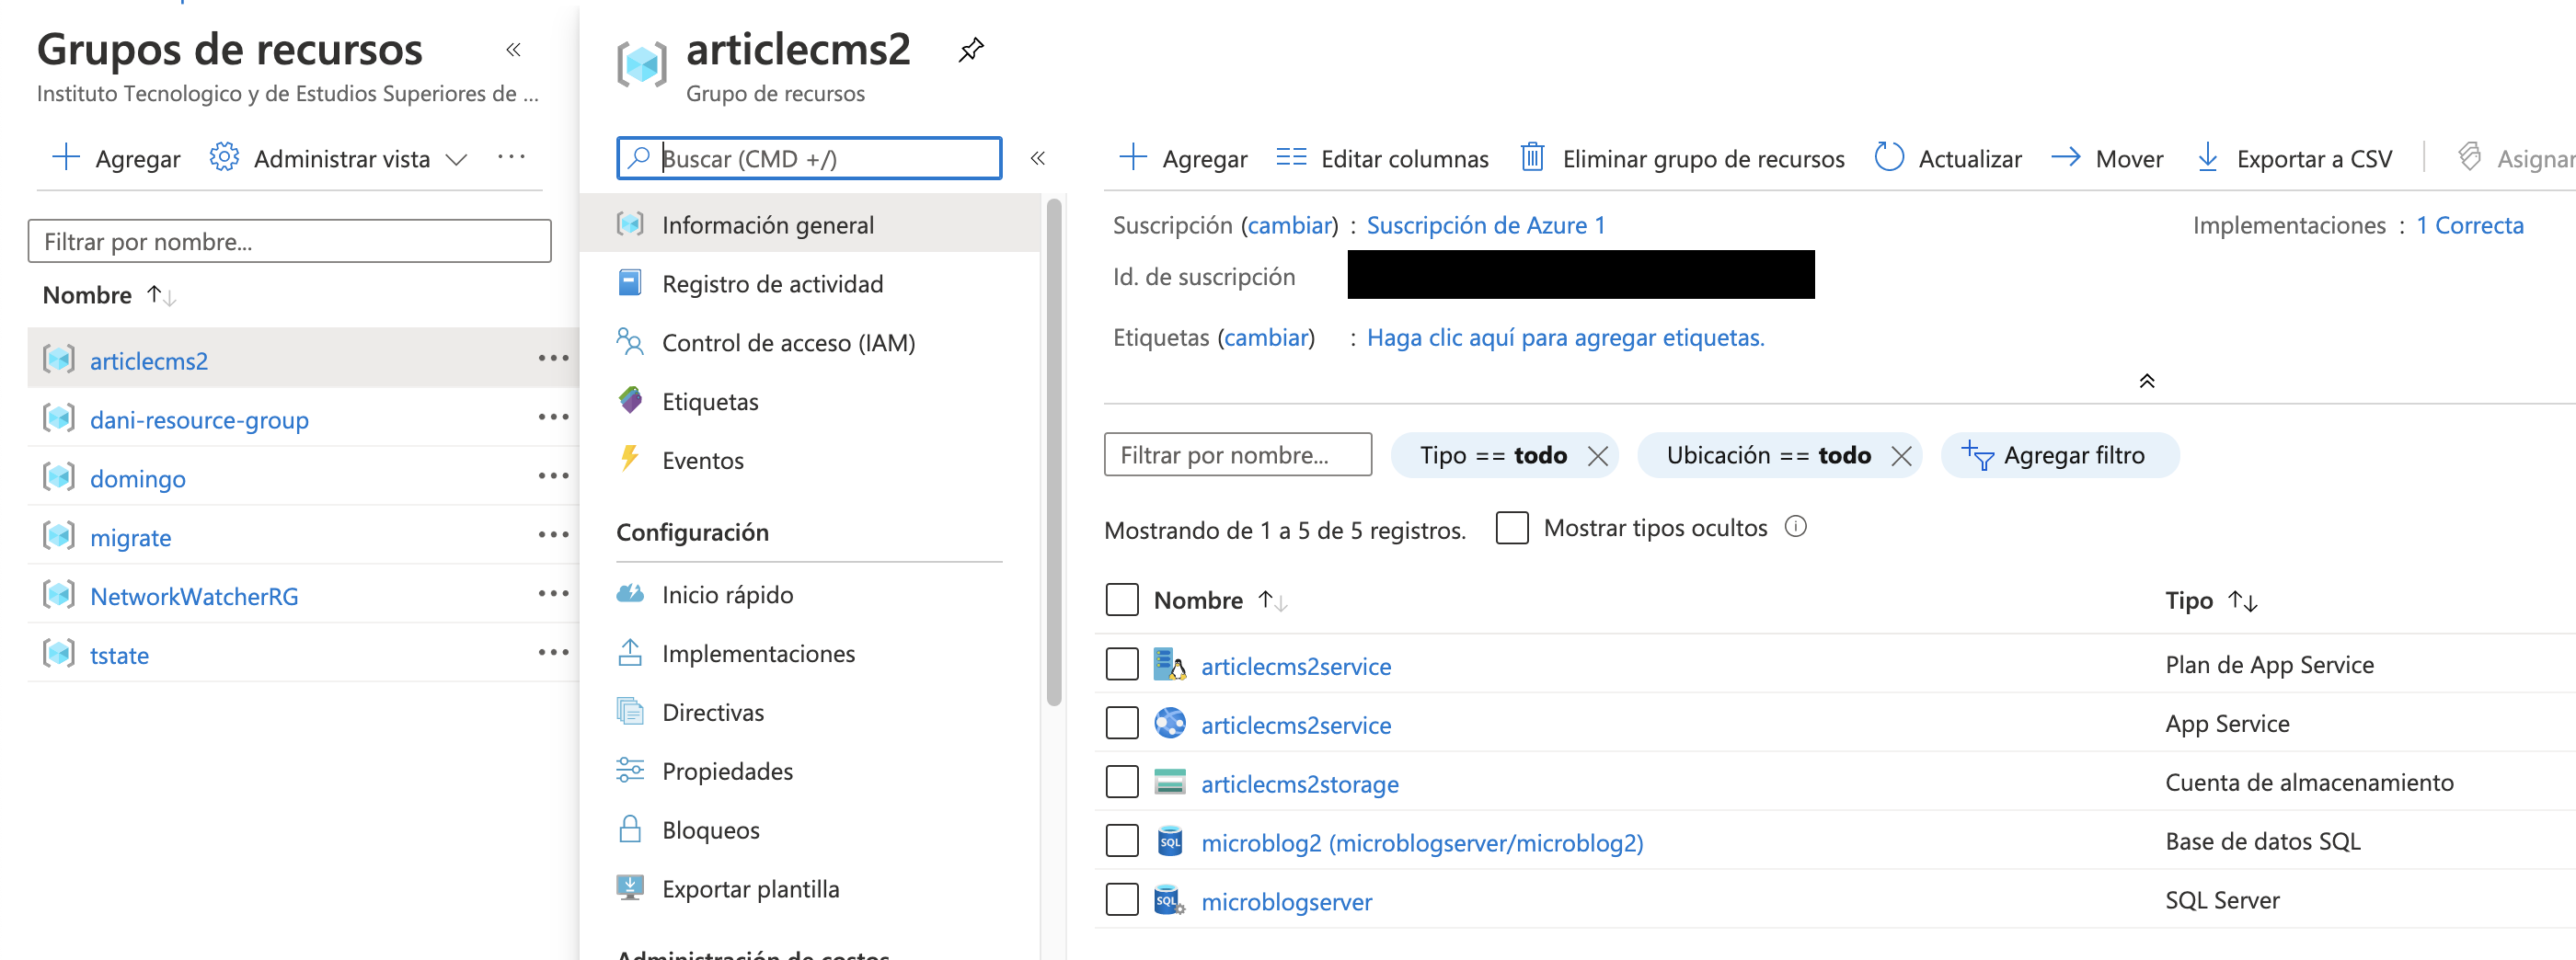 Grupos de recursos «
Instituto Tecnologico y de Estudios Superiores de ...
Agregar Administrar vista ...
Filtrar por nombre...
Nombre ↑↓
articlecms2 ...
dani-resource-group ...
domingo ...
migrate ...
NetworkWatcherRG ...
tstate ...
articlecms2
Grupo de recursos
Buscar (CMD +/) «
Información general
Registro de actividad
Control de acceso (IAM)
Etiquetas
Eventos
Configuración
Inicio rápido
Implementaciones
Directivas
Propiedades
Bloqueos
Exportar plantilla
Administración de costos
Agregar Editar columnas Eliminar grupo de recursos Actualizar Mover Exportar a CSV Asignar
Suscripción (cambiar) : Suscripción de Azure 1 Implementaciones : 1 Correcta
Id. de suscripción
Etiquetas (cambiar) : Haga clic aquí para agregar etiquetas.
Filtrar por nombre... Tipo == todo Ubicación == todo Agregar filtro
Mostrando de 1 a 5 de 5 registros. Mostrar tipos ocultos
Nombre ↑↓ Tipo ↑↓
articlecms2service Plan de App Service
articlecms2service App Service
articlecms2storage Cuenta de almacenamiento
SQL microblog2 (microblogserver/microblog2) Base de datos SQL
SQL microblogserver SQL Server